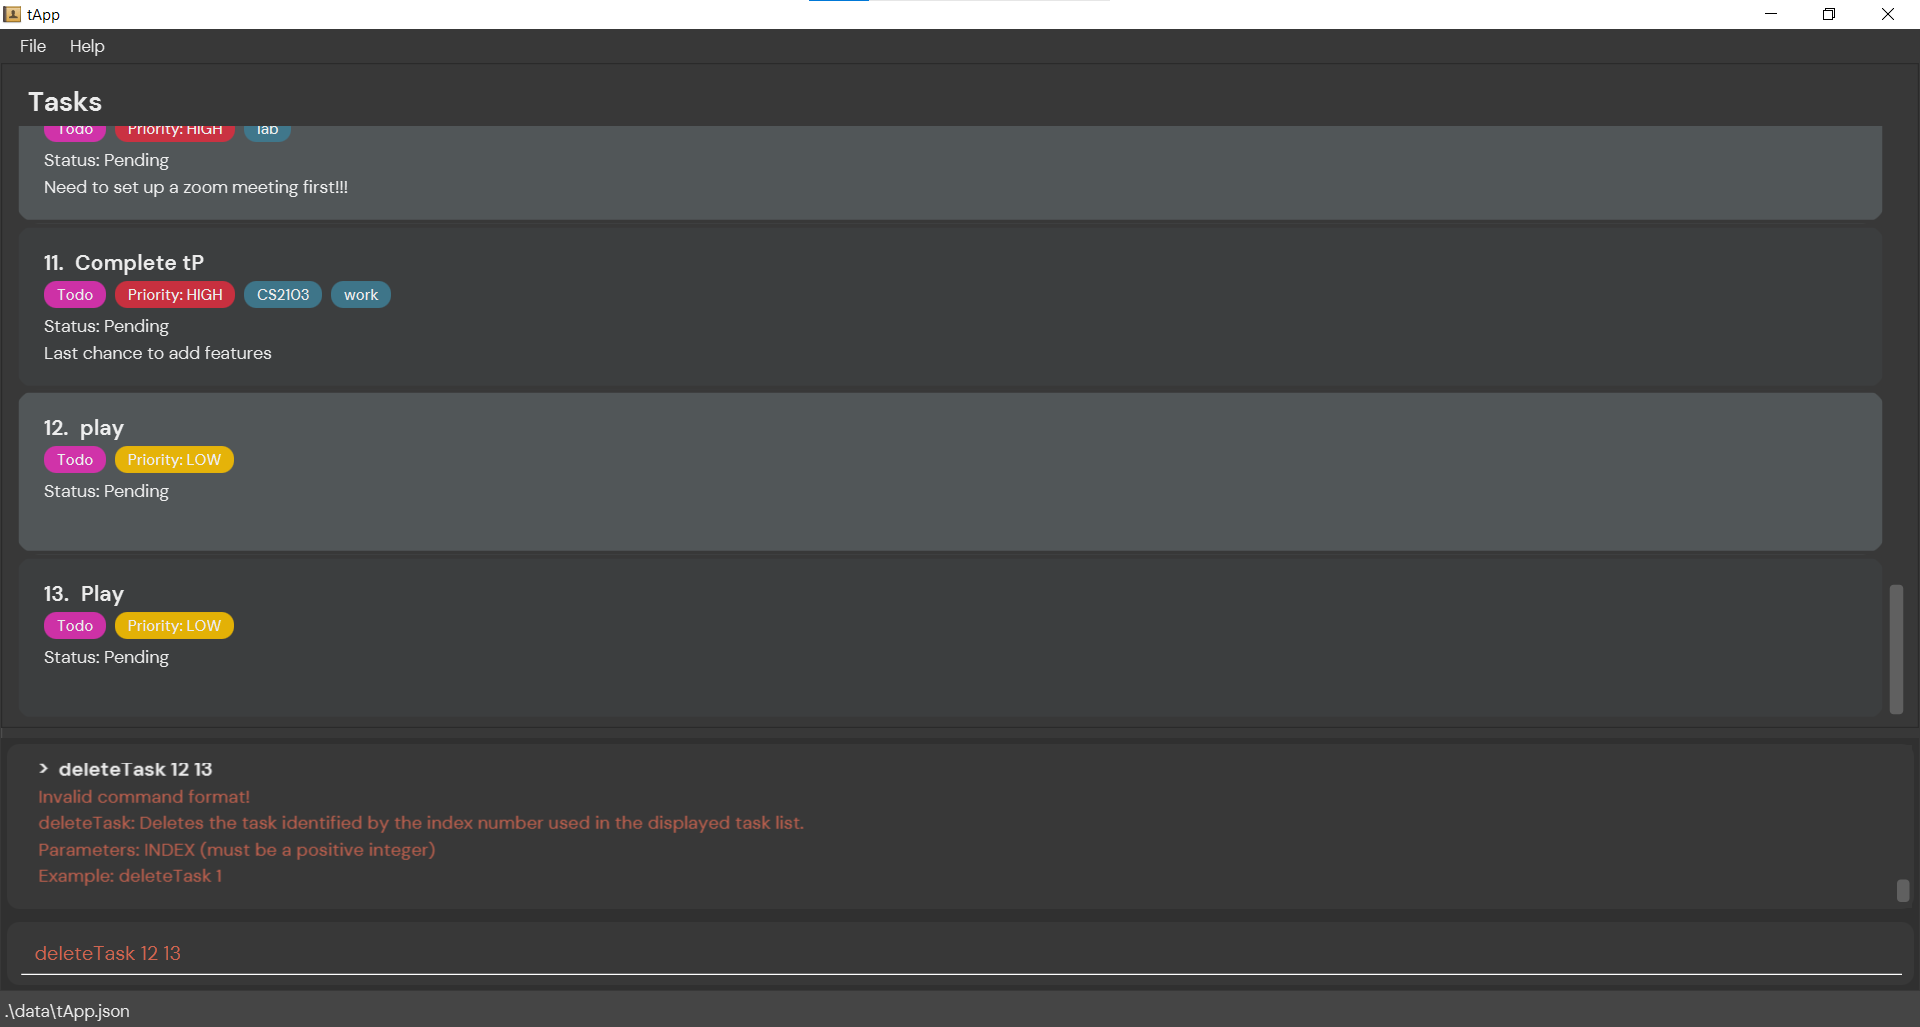 tApp
File Help
Tasks
Todo Priority: HIGH lab
Status: Pending
Need to set up a zoom meeting first!!!
11. Complete tP
Todo Priority: HIGH CS2103 work
Status: Pending
Last chance to add features
12. play
Todo Priority: LOW
Status: Pending
13. Play
Todo Priority: LOW
Status: Pending
> deleteTask 12 13
Invalid command format!
deleteTask: Deletes the task identified by the index number used in the displayed task list.
Parameters: INDEX (must be a positive integer)
Example: deleteTask 1
deleteTask 12 13
.\data\tApp.json